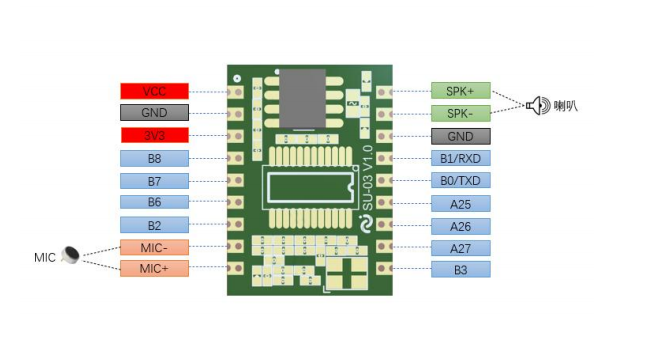 VCC
GND
3V3
B8
B7
B6
B2
MIC-
MIC+
MIC
SU-03 V1.0
SPK+
SPK-
GND
B1/RXD
B0/TXD
A25
A26
A27
B3
喇叭